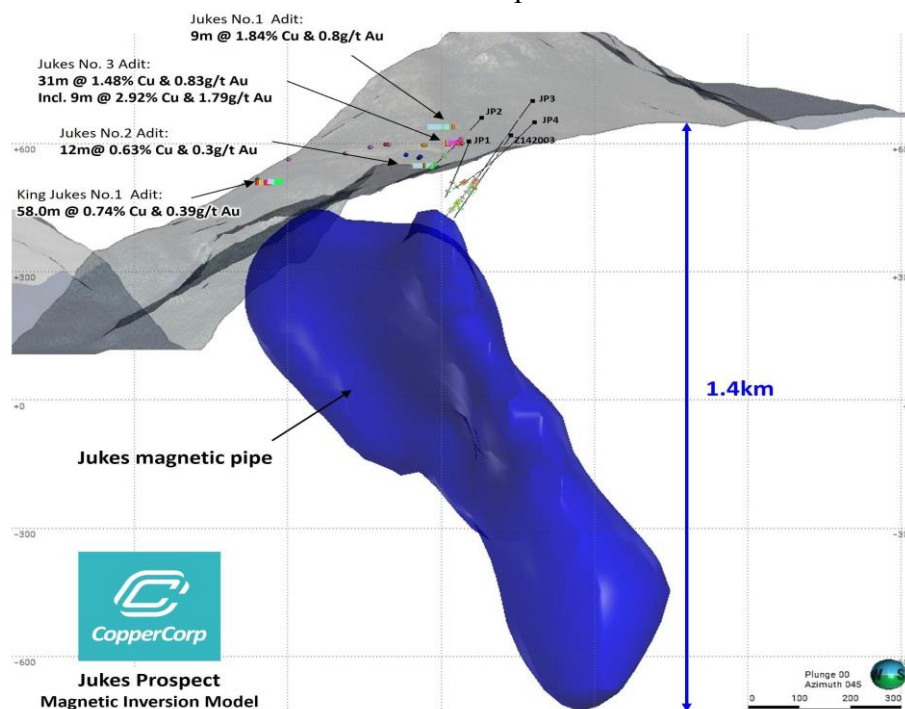 Jukes No.1 Adit:
9m @ 1.84% Cu & 0.8g/t Au
Jukes No. 3 Adit:
31m @ 1.48% Cu & 0.83g/t Au
Incl. 9m @ 2.92% Cu & 1.79g/t Au
JP2
JP3
JP4
JP1
Z142003
Jukes No.2 Adit:
12m@ 0.63% Cu & 0.3g/t Au
+600
King Jukes No.1 Adit:
58.0m @ 0.74% Cu & 0.39g/t Au
+300
+0
1.4km
Jukes magnetic pipe
-300
CopperCorp
-600
Jukes Prospect
Magnetic Inversion Model
Plunge 00
Azimuth 045
W S
0 100 200 300